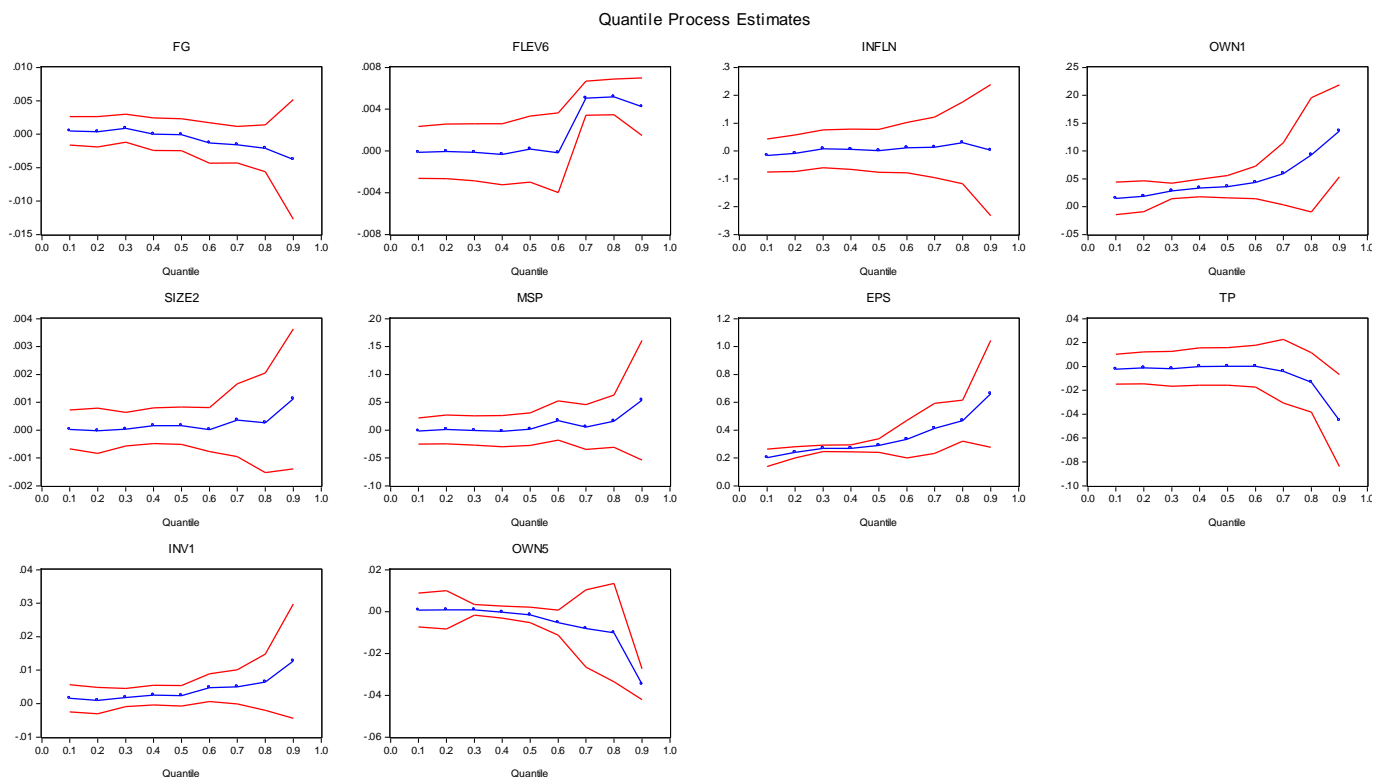 Quantile Process Estimates
FG
.010
.005
.000
-.005
-.010
-.015
0.0 0.1 0.2 0.3 0.4 0.5 0.6 0.7 0.8 0.9 1.0
Quantile
FLEV6
.008
.004
.000
-.004
-.008
0.0 0.1 0.2 0.3 0.4 0.5 0.6 0.7 0.8 0.9 1.0
Quantile
INFLN
.3
.2
.1
.0
-.1
-.2
-.3
0.0 0.1 0.2 0.3 0.4 0.5 0.6 0.7 0.8 0.9 1.0
Quantile
OWN1
.25
.20
.15
.10
.05
.00
-.05
0.0 0.1 0.2 0.3 0.4 0.5 0.6 0.7 0.8 0.9 1.0
Quantile
SIZE2
.004
.003
.002
.001
.000
-.001
-.002
0.0 0.1 0.2 0.3 0.4 0.5 0.6 0.7 0.8 0.9 1.0
Quantile
MSP
.20
.15
.10
.05
.00
-.05
-.10
0.0 0.1 0.2 0.3 0.4 0.5 0.6 0.7 0.8 0.9 1.0
Quantile
EPS
1.2
1.0
0.8
0.6
0.4
0.2
0.0
0.0 0.1 0.2 0.3 0.4 0.5 0.6 0.7 0.8 0.9 1.0
Quantile
TP
.04
.02
.00
-.02
-.04
-.06
-.08
-.10
0.0 0.1 0.2 0.3 0.4 0.5 0.6 0.7 0.8 0.9 1.0
Quantile
INV1
.04
.03
.02
.01
.00
-.01
0.0 0.1 0.2 0.3 0.4 0.5 0.6 0.7 0.8 0.9 1.0
Quantile
OWN5
.02
.00
-.02
-.04
-.06
0.0 0.1 0.2 0.3 0.4 0.5 0.6 0.7 0.8 0.9 1.0
Quantile